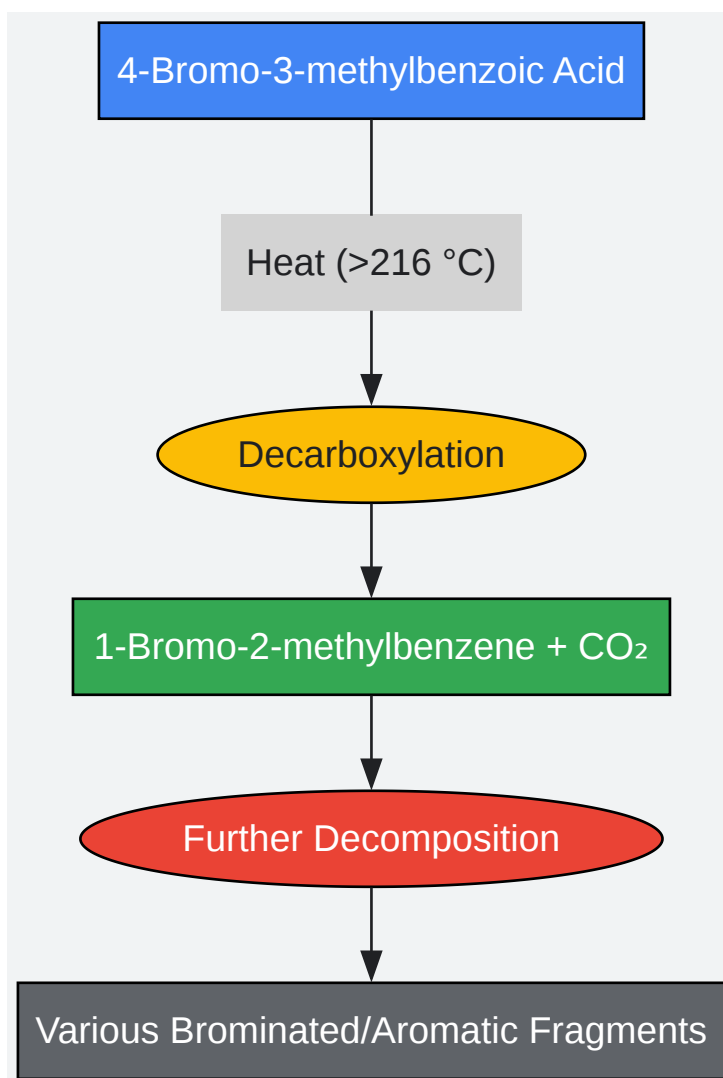 4-Bromo-3-methylbenzoic Acid
Heat (>216 °C)
Decarboxylation
1-Bromo-2-methylbenzene + CO₂
Further Decomposition
Various Brominated/Aromatic Fragments